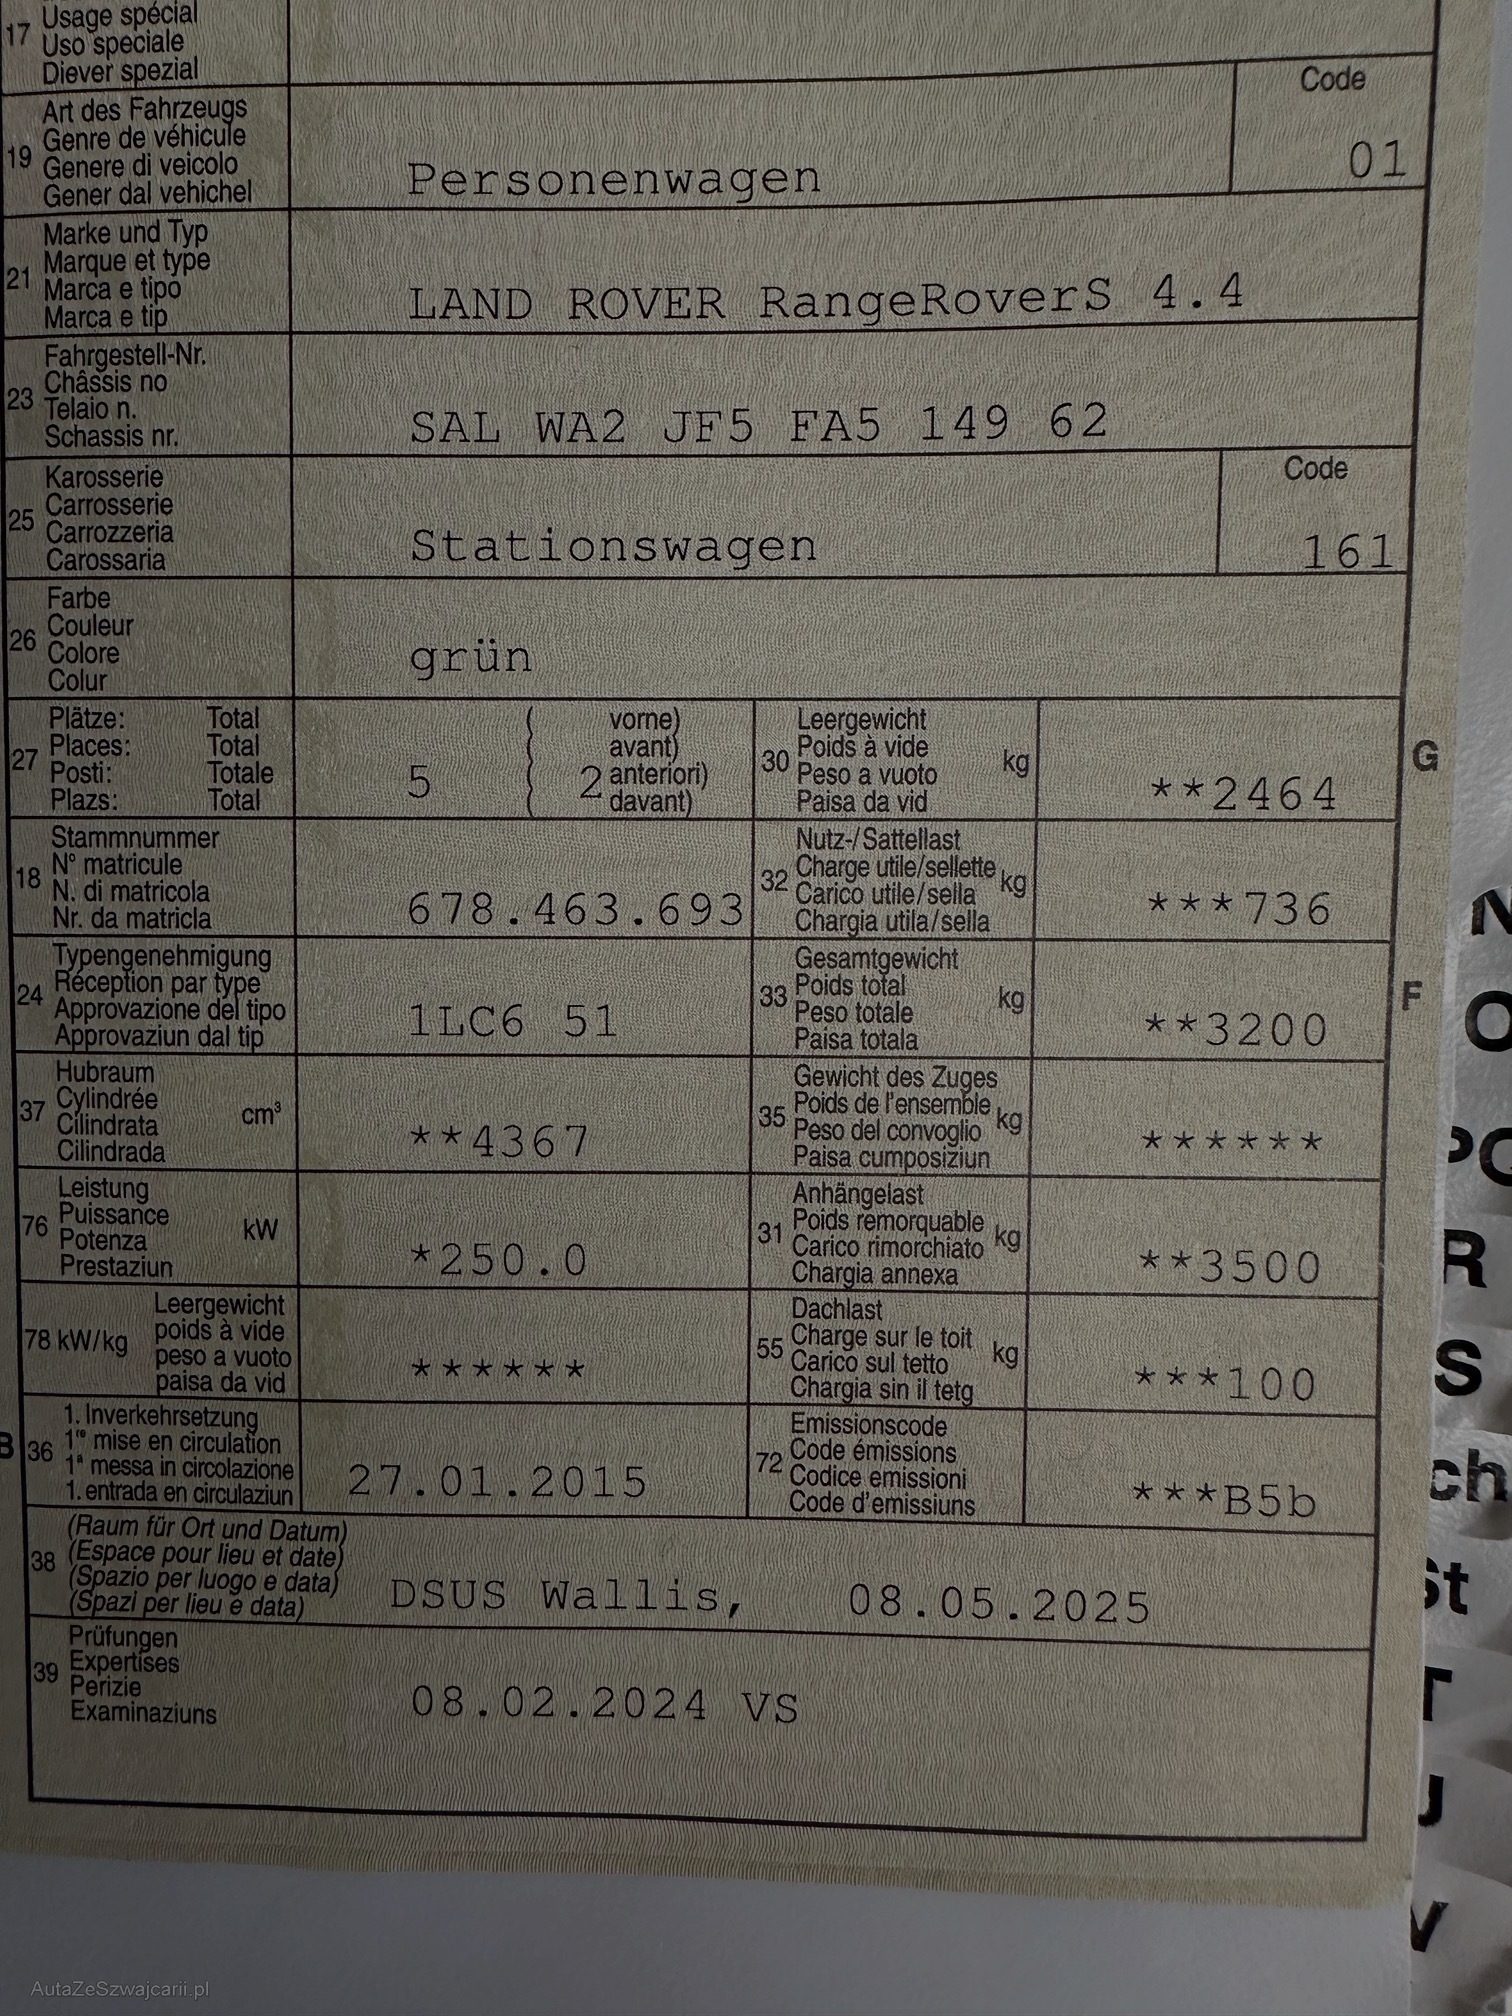 17 Usage spécial
Uso speciale
Diever spezial
Code
19 Art des Fahrzeugs
Genre de véhicule
Genere di veicolo
Gener dal vehichel
Personenwagen
01
21 Marke und Typ
Marque et type
Marca e tipo
Marca e tip
LAND ROVER RangeRoverS 4.4
23 Fahrgestell-Nr.
Châssis no
Telaio n.
Schassis nr.
SAL WA2 JF5 FA5 149 62
25 Karosserie
Carrosserie
Carrozzeria
Carossaria
Stationswagen
Code
161
26 Farbe
Couleur
Colore
Colur
grün
27 Plätze: Total
Places: Total
Posti: Totale
Plazs: Total
5 ( 2 vorne)
avant)
anteriori)
davant)
30 Leergewicht
Poids à vide
Peso a vuoto
Paisa da vid
kg
**2464
G
18 Stammnummer
N° matricule
N. di matricola
Nr. da matricla
678.463.693
32 Nutz-/Sattellast
Charge utile/sellette
Carico utile/sella
Chargia utila/sella
kg
***736
24 Typengenehmigung
Réception par type
Approvazione del tipo
Approvaziun dal tip
1LC6 51
33 Gesamtgewicht
Poids total
Peso totale
Paisa totala
kg
**3200
F
37 Hubraum
Cylindrée
Cilindrata
Cilindrada
cm³
**4367
35 Gewicht des Zuges
Poids de l'ensemble
Peso del convoglio
Paisa cumposiziun
kg
******
76 Leistung
Puissance
Potenza
Prestaziun
kW
*250.0
31 Anhängelast
Poids remorquable
Carico rimorchiato
Chargia annexa
kg
**3500
78 kW/kg
Leergewicht
poids à vide
peso a vuoto
paisa da vid
******
55 Dachlast
Charge sur le toit
Carico sul tetto
Chargia sin il tetg
kg
***100
B 36 1. Inverkehrsetzung
1re mise en circulation
1a messa in circolazione
1. entrada en circulaziun
27.01.2015
72 Emissionscode
Code émissions
Codice emissioni
Code d'emissiuns
***B5b
38 (Raum für Ort und Datum)
(Espace pour lieu et date)
(Spazio per luogo e data)
(Spazi per lieu e data)
DSUS Wallis, 08.05.2025
39 Prüfungen
Expertises
Perizie
Examinaziuns
08.02.2024 VS
AutaZeSzwajcarii.pl